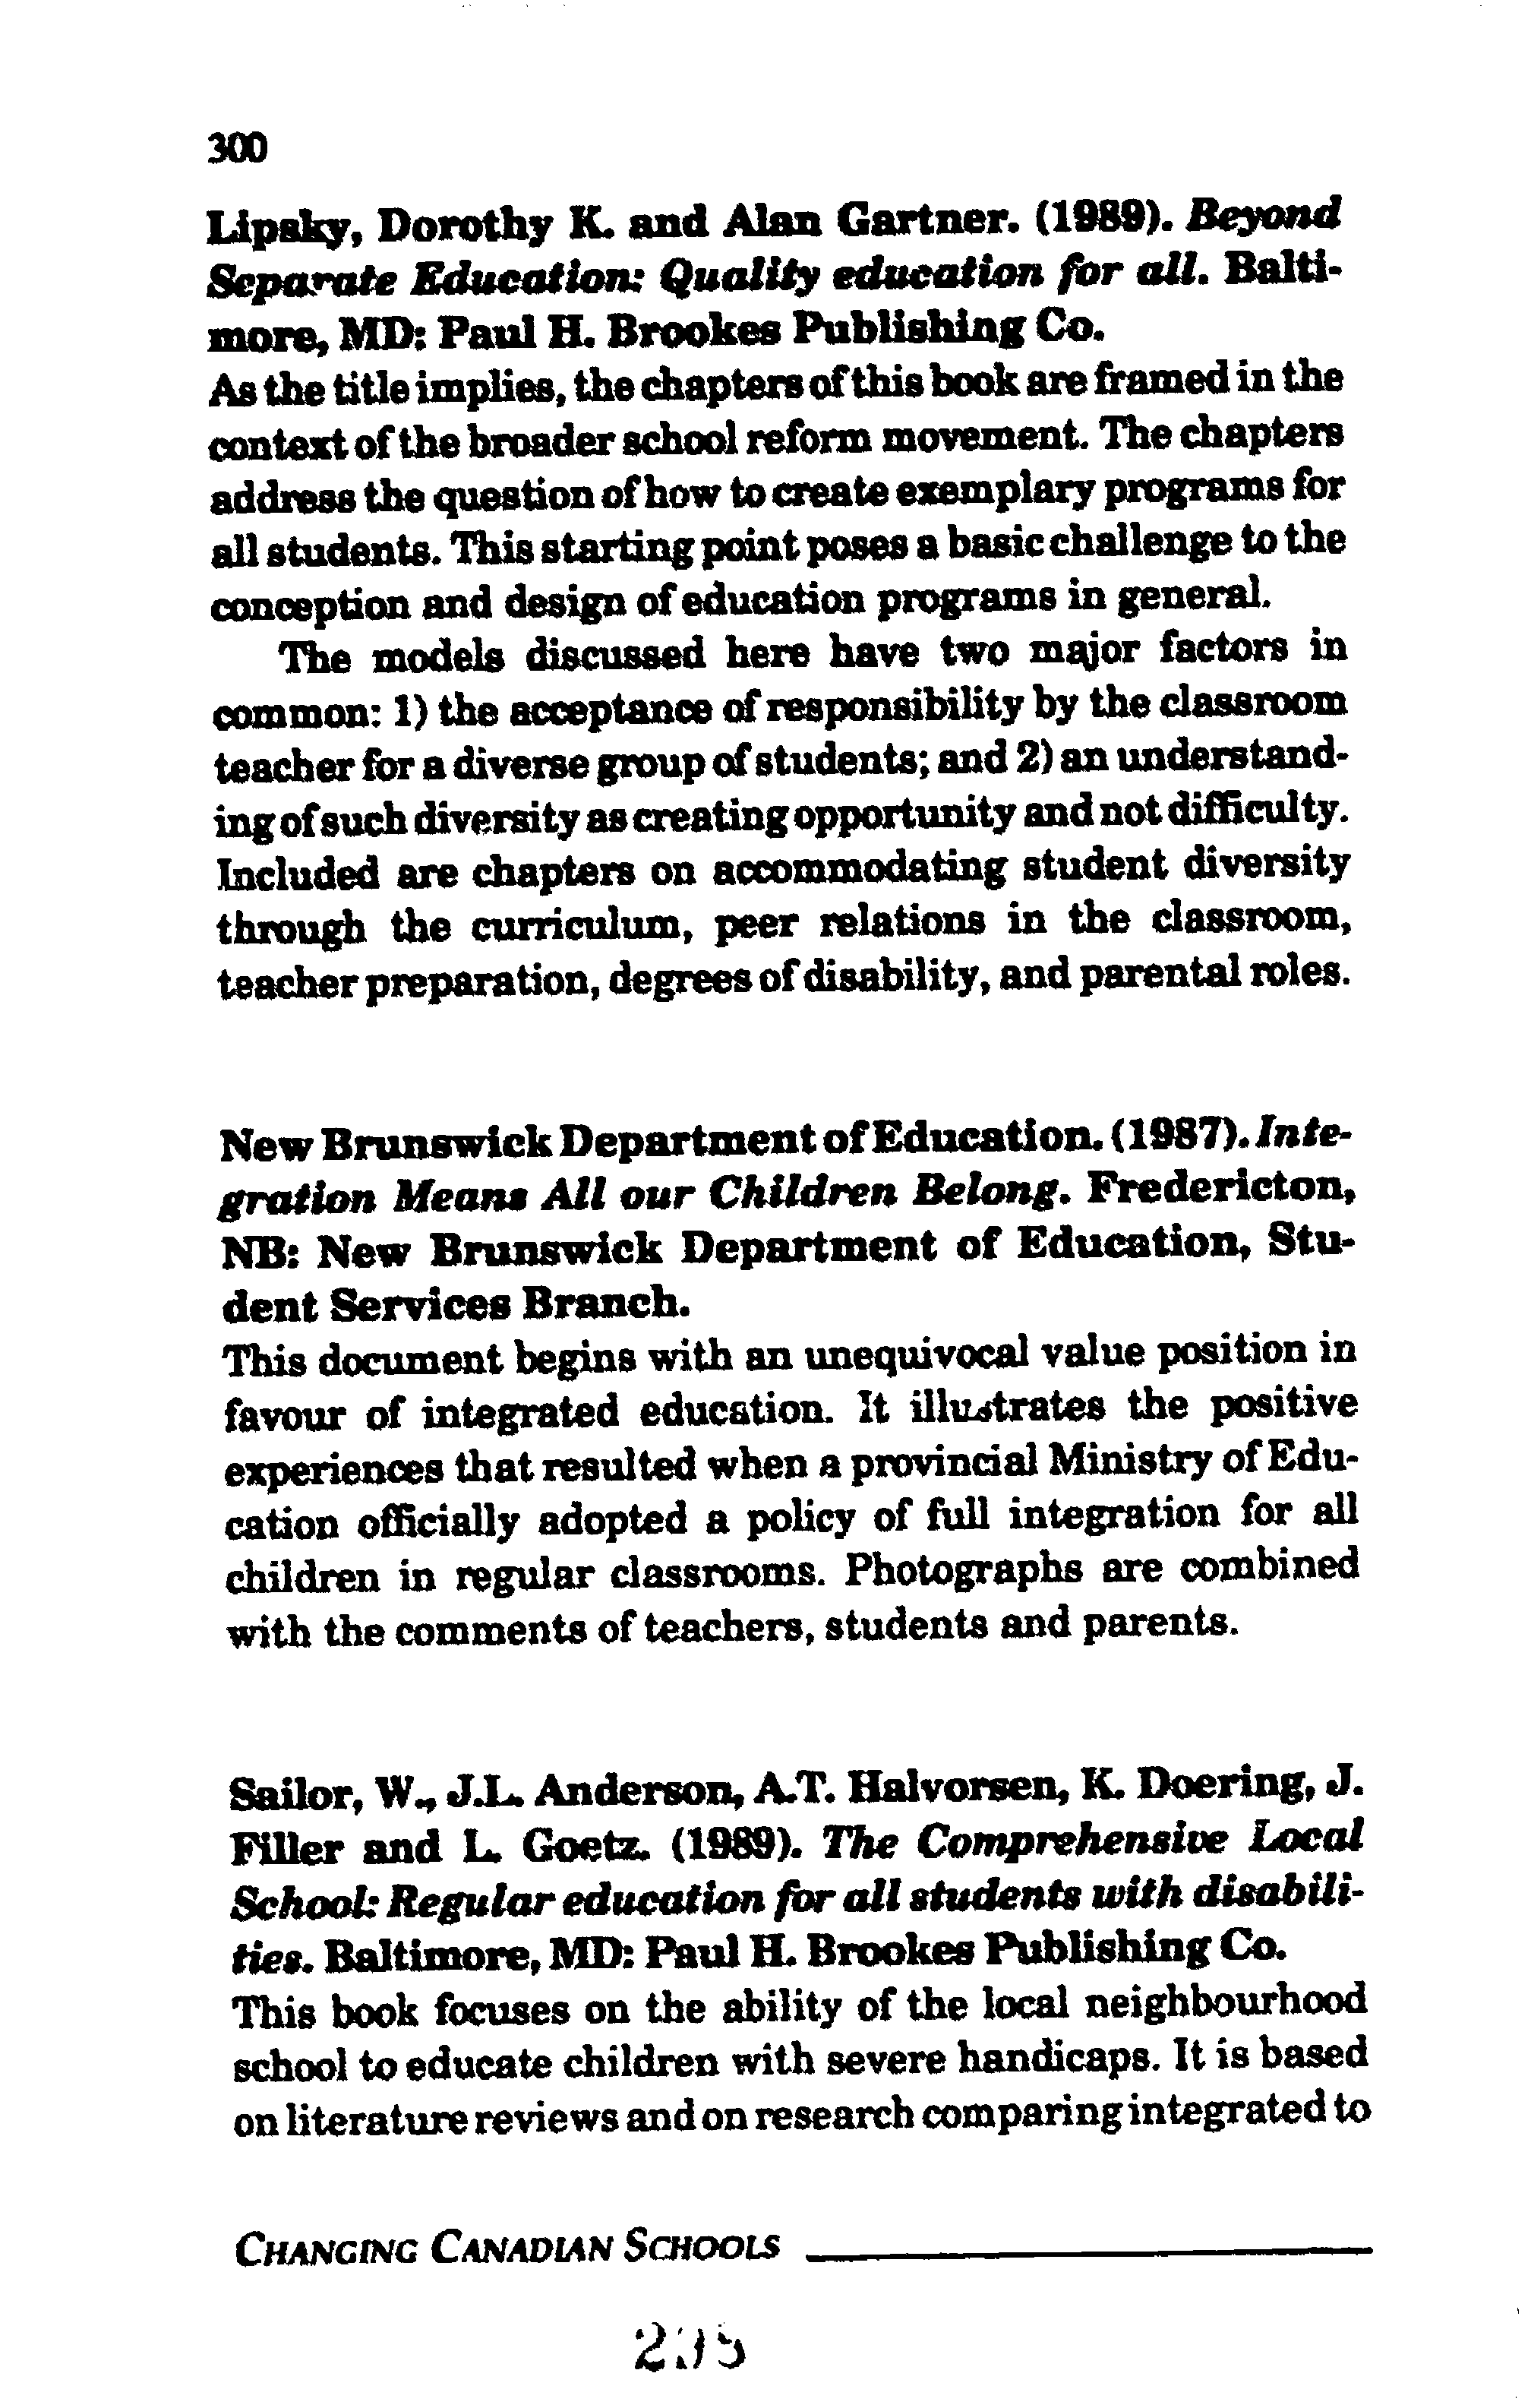 300
Lipsky, Dorothy K. and Alan Gartner. (1989). Beyond
Separate Education: Quality education for all. Balti-
more, MD: Paul H. Brookes Publishing Co.
As the title implies, the chapters of this book are framed in the
context of the broader school reform movement. The chapters
address the question of how to create exemplary programs for
all students. This starting point poses a basic challenge to the
conception and design of education programs in general.
The models discussed here have two major factors in
common: 1) the acceptance of responsibility by the classroom
teacher for a diverse group of students; and 2) an understand-
ing of such diversity as creating opportunity and not difficulty.
Included are chapters on accommodating student diversity
through the curriculum, peer relations in the classroom,
teacher preparation, degrees of disability, and parental roles.
New Brunswick Department of Education. (1987). Inte-
gration Means All our Children Belong. Fredericton,
NB: New Brunswick Department of Education, Stu-
dent Services Branch.
This document begins with an unequivocal value position in
favour of integrated education. It illustrates the positive
experiences that resulted when a provincial Ministry of Edu-
cation officially adopted a policy of full integration for all
children in regular classrooms. Photographs are combined
with the comments of teachers, students and parents.
Sailor, W., J.L. Anderson, A.T. Halvorsen, K. Doering, J.
Filler and L. Goetz. (1989). The Comprehensive Local
School: Regular education for all students with disabili-
ties. Baltimore, MD: Paul H. Brookes Publishing Co.
This book focuses on the ability of the local neighbourhood
school to educate children with severe handicaps. It is based
on literature reviews and on research comparing integrated to
CHANGING CANADIAN SCHOOLS